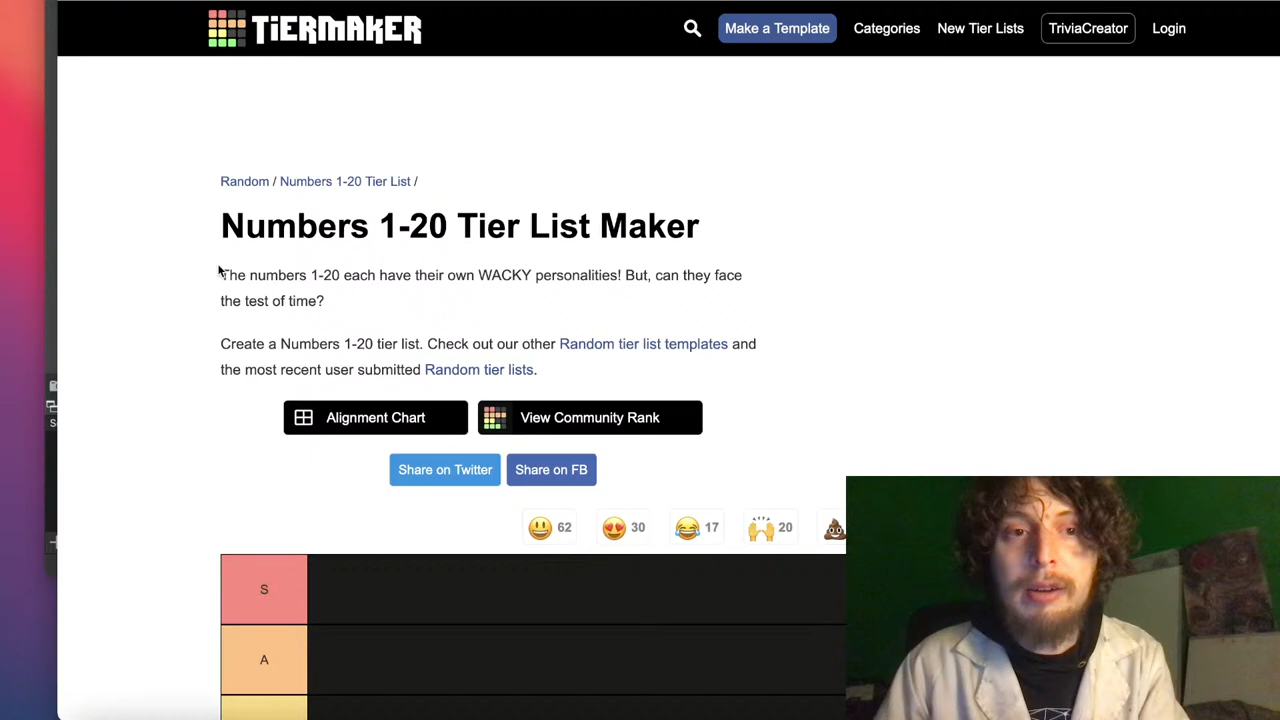 TiERMAKER
Make a Template
Categories
New Tier Lists
TriviaCreator
Login
Random / Numbers 1-20 Tier List /
Numbers 1-20 Tier List Maker
The numbers 1-20 each have their own WACKY personalities! But, can they face
the test of time?
Create a Numbers 1-20 tier list. Check out our other Random tier list templates and
the most recent user submitted Random tier lists.
Alignment Chart
View Community Rank
Share on Twitter
Share on FB
62
30
17
20
S
A